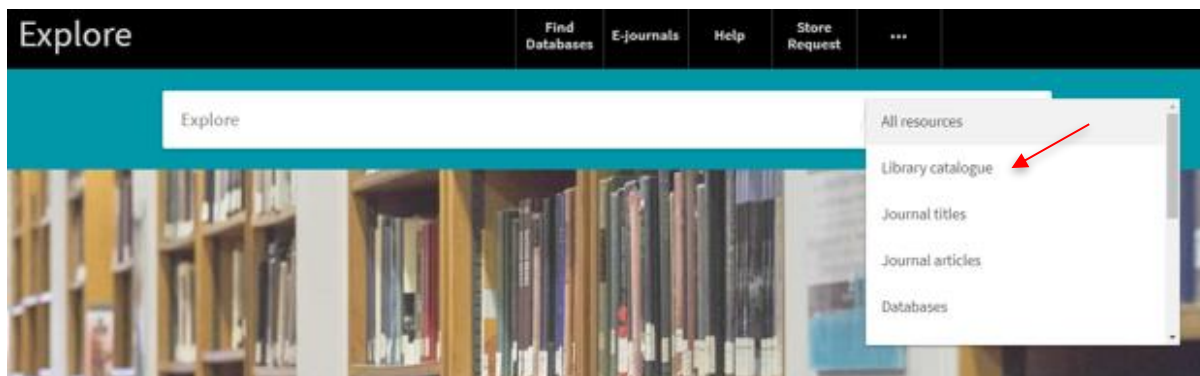 Explore
Find
Databases
E-journals
Help
Store
Request
...
Explore
All resources
Library catalogue
Journal titles
Journal articles
Databases